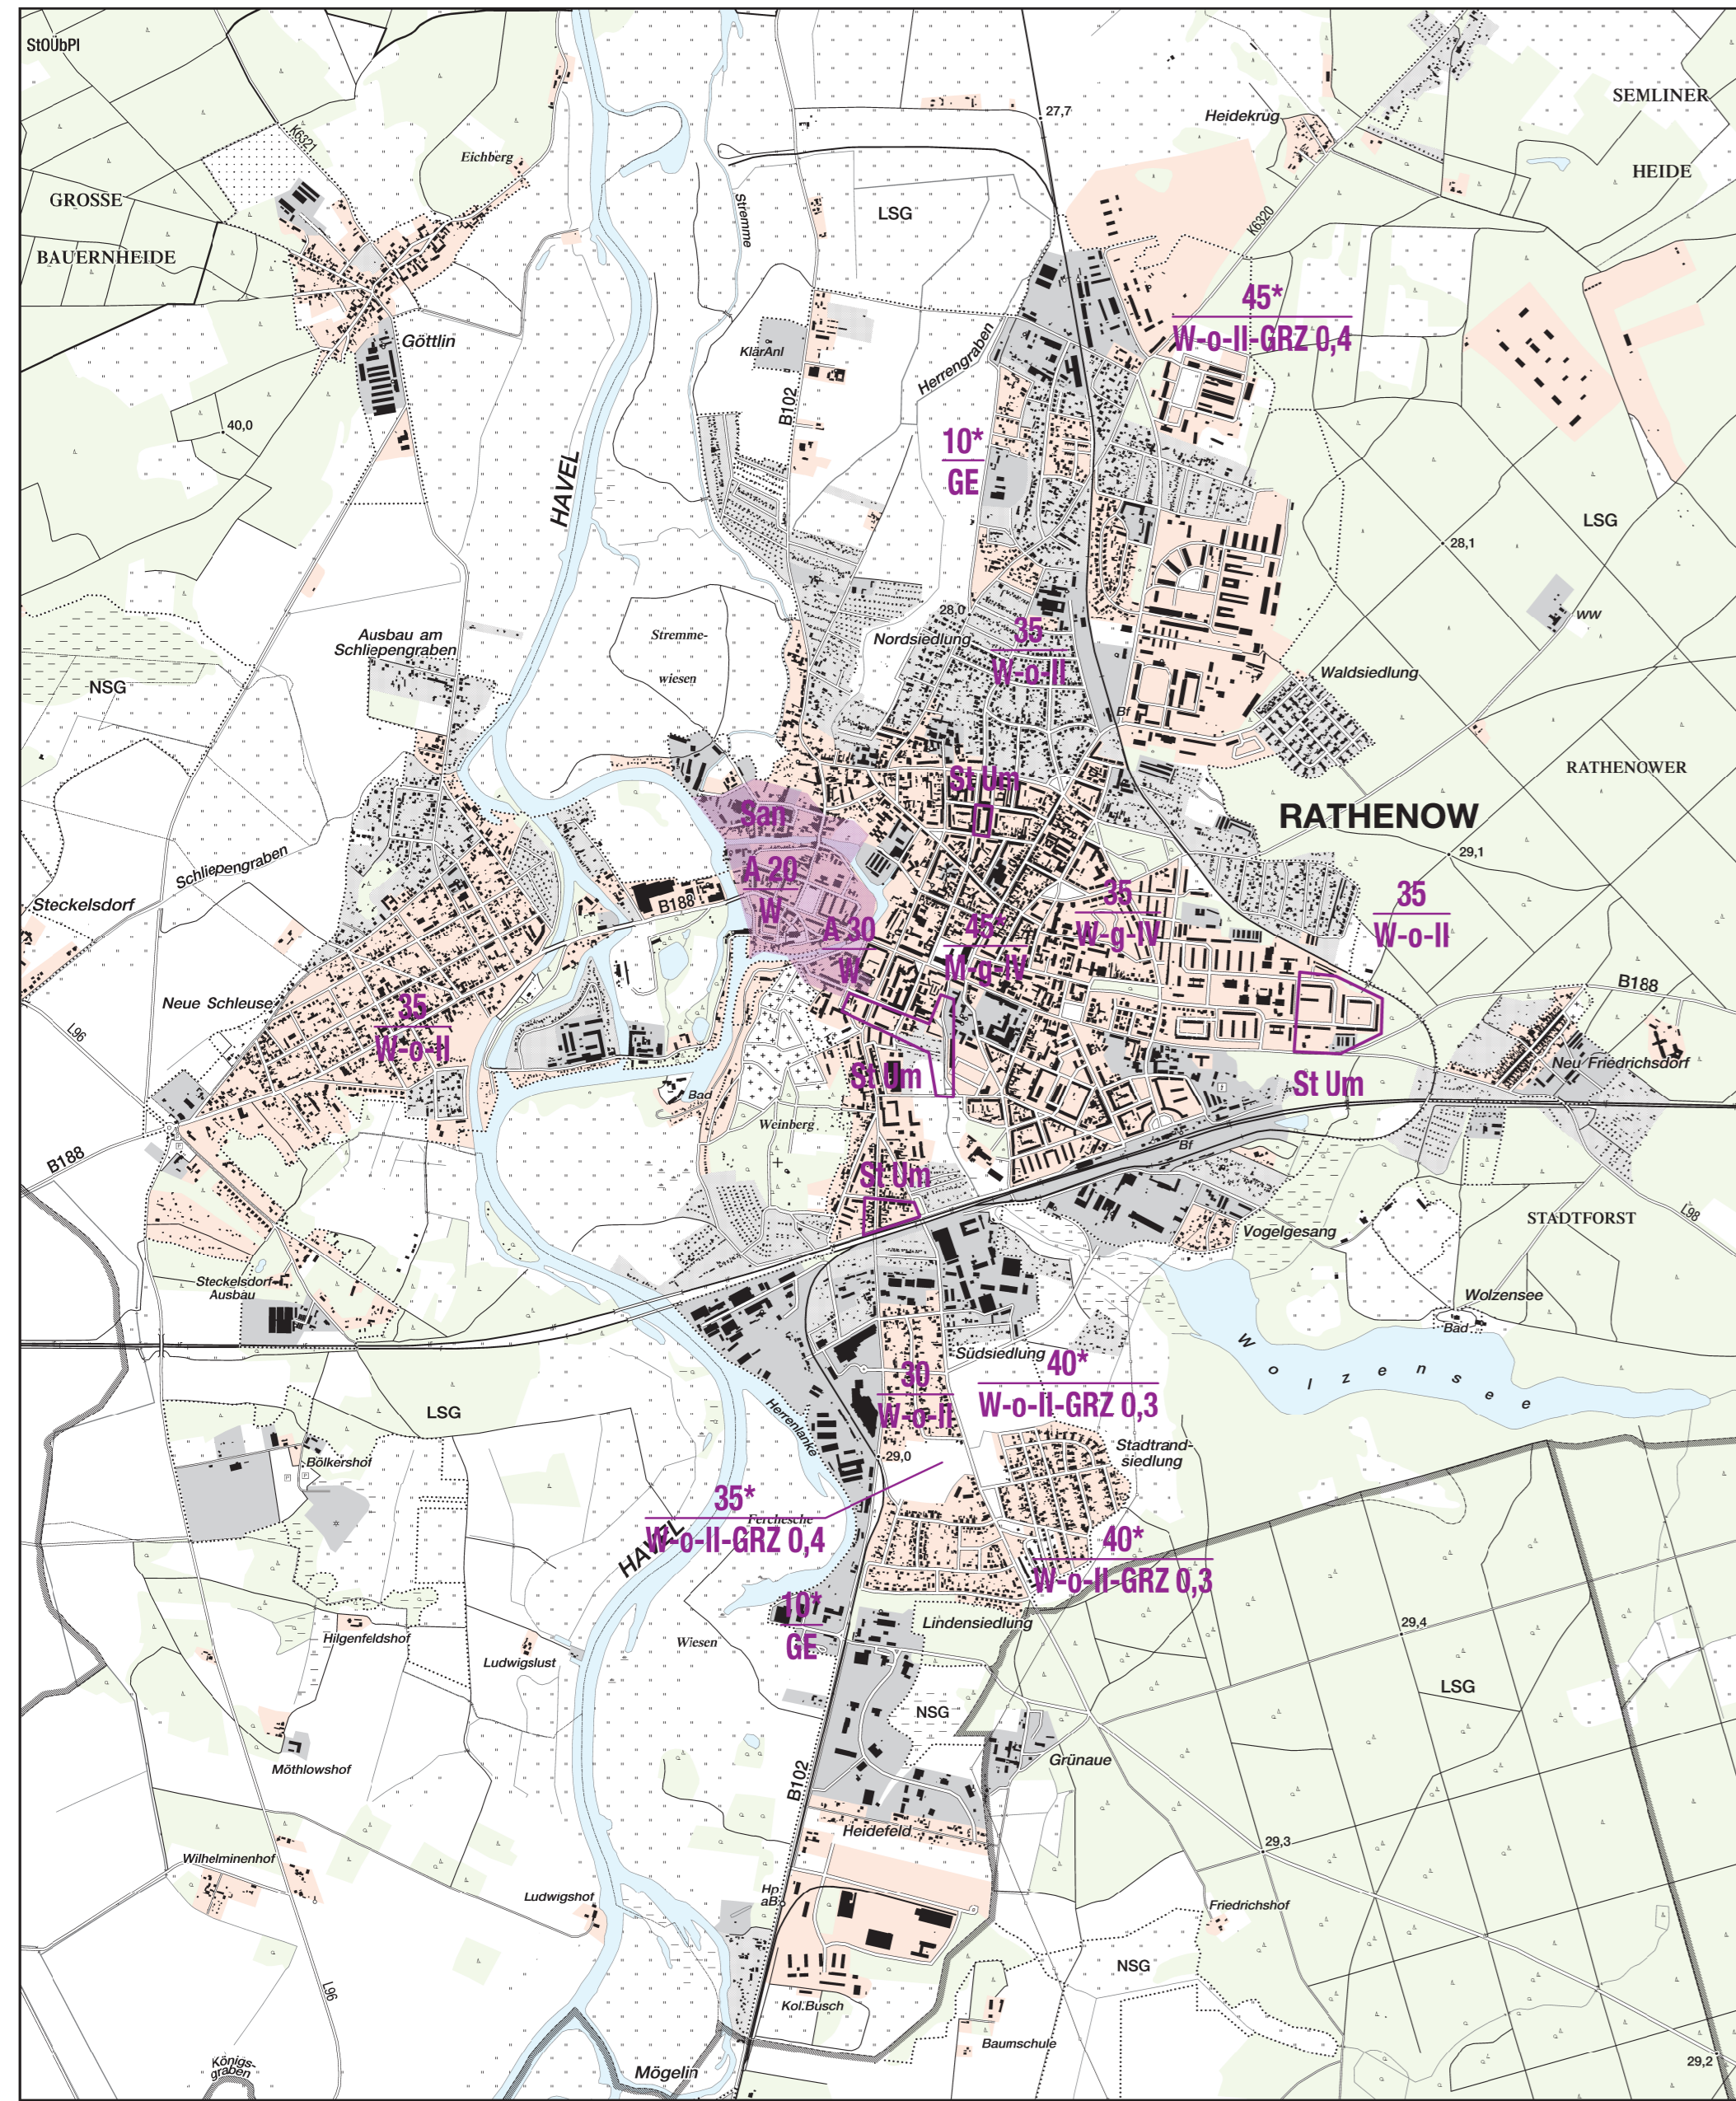 StOÜbPl
SEMLINER
HEIDE
Heidekrug
27,7
K6321
Eichberg
GROSSE
BAUERNHEIDE
Stremme
LSG
K6320
45*
W-o-II-GRZ 0,4
Göttlin
KlärAnl
Herrengraben
B102
40,0
HAVEL
10*
GE
LSG
28,1
WW
28,0
Nordsiedlung
35
W-o-II
Stremme-
wiesen
Ausbau am
Schliepengraben
NSG
Waldsiedlung
Bf
RATHENOWER
St Um
San
RATHENOW
29,1
Schliepengraben
A 20
W
Steckelsdorf
B188
A 30
W
45*
M-g-IV
35
W-g-IV
35
W-o-II
B188
Neue Schleuse
35
W-o-II
L96
Neu Friedrichsdorf
St Um
St Um
Bad
Weinberg
Bf
B188
St Um
L98
STADTFORST
Vogelgesang
Steckelsdorf-
Ausbau
Wolzensee
Bad
Wolzensee
Südsiedlung
40*
W-o-II-GRZ 0,3
30
W-o-II
Herrenlanke
LSG
Stadtrand-
siedlung
Bölkershof
29,0
35*
W-o-II-GRZ 0,4
Ferchesche
HAVEL
40*
W-o-II-GRZ 0,3
10*
GE
Lindensiedlung
29,4
Hilgenfeldshof
Ludwigslust
Wiesen
LSG
NSG
Grünaue
Möthlowshof
B102
Heidefeld
29,3
Wilhelminenhof
Ludwigshof
Hp
aB
Friedrichshof
NSG
L96
Kol.Busch
Baumschule
Königs-
graben
Mögelin
29,2